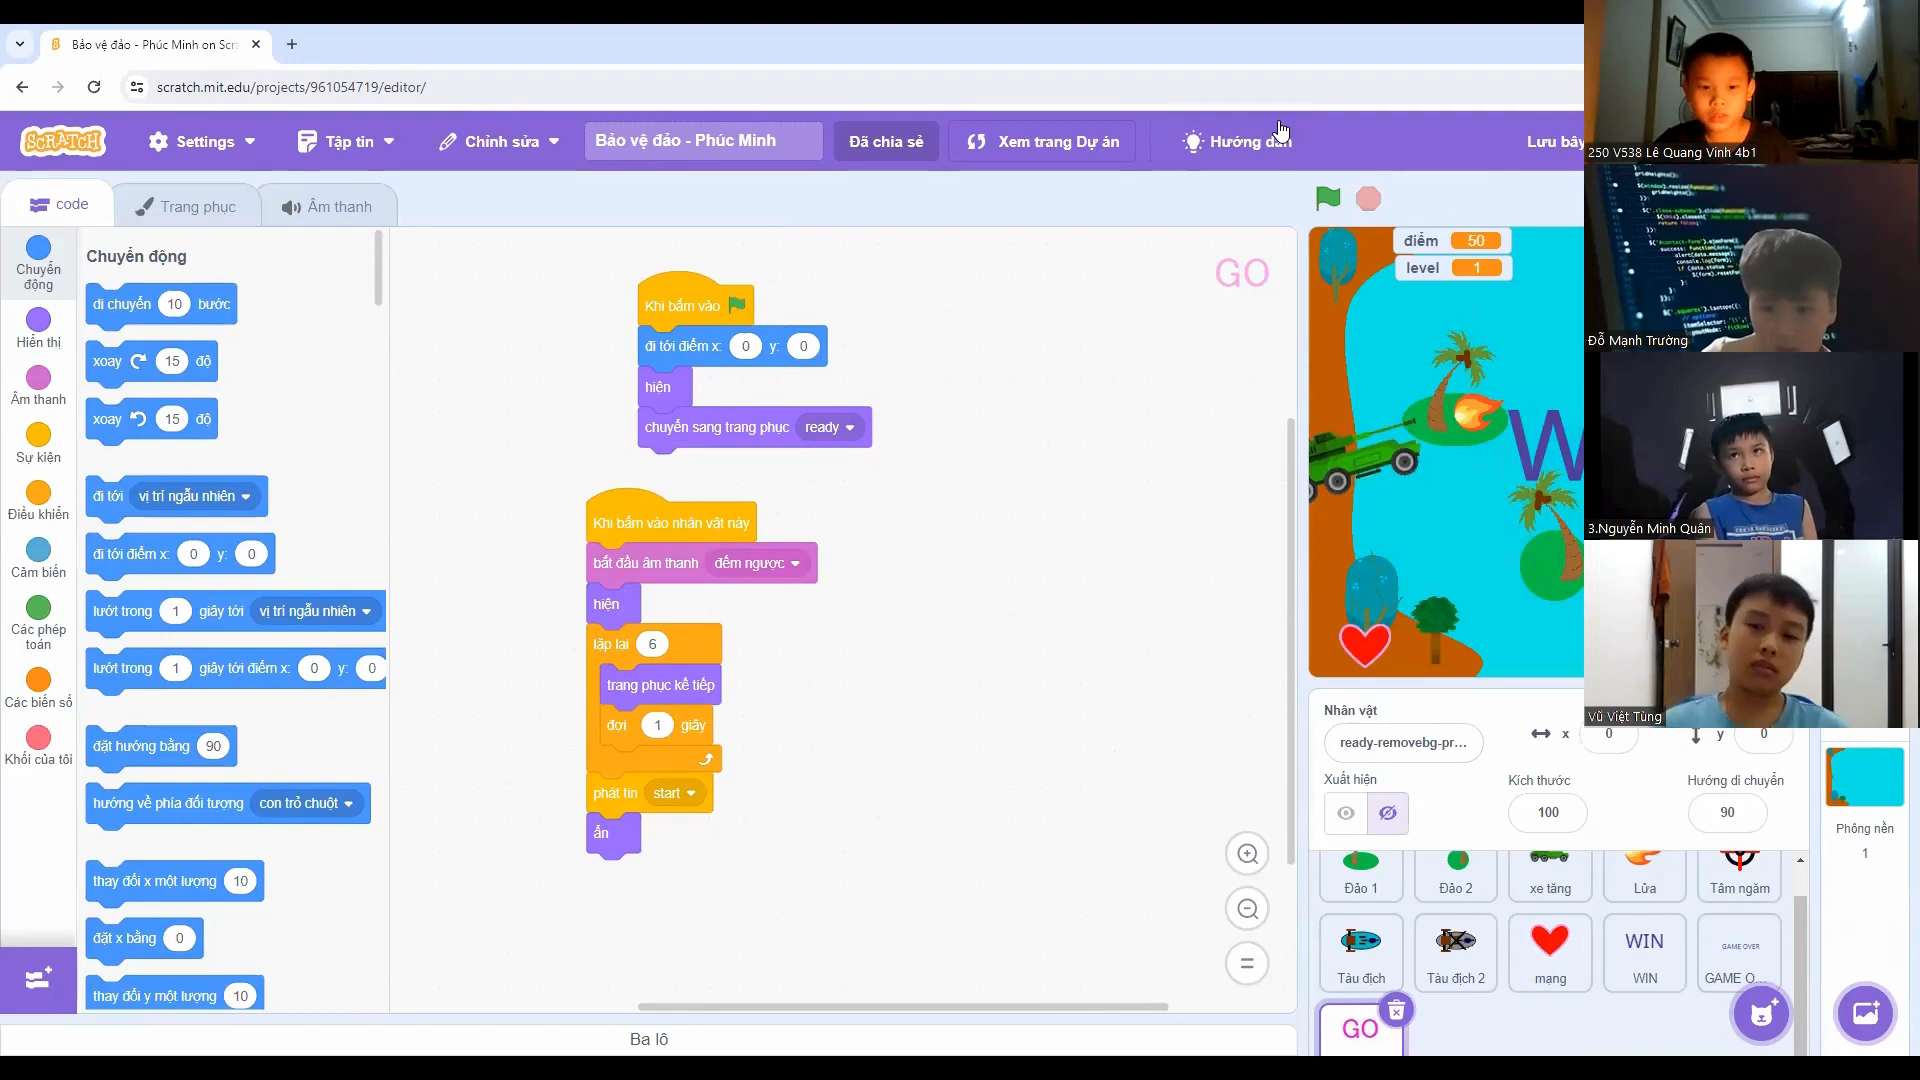 Bảo vệ đảo - Phúc Minh on Scr
scratch.mit.edu/projects/961054719/editor/
SCRATCH
Settings
Tập tin
Chỉnh sửa
Bảo vệ đảo - Phúc Minh
Đã chia sẻ
Xem trang Dự án
Hướng dẫn
Lưu bây
code
Trang phục
Âm thanh
Chuyển động
Hiển thị
Âm thanh
Sự kiện
Điều khiển
Cảm biến
Các phép toán
Các biến số
Khối của tôi
Chuyển động
di chuyển 10 bước
xoay 15 độ
xoay 15 độ
đi tới vị trí ngẫu nhiên
đi tới điểm x: 0 y: 0
lướt trong 1 giây tới vị trí ngẫu nhiên
lướt trong 1 giây tới điểm x: 0 y: 0
đặt hướng bằng 90
hướng về phía đối tượng con trỏ chuột
thay đổi x một lượng 10
đặt x bằng 0
thay đổi y một lượng 10
GO
Khi bấm vào
đi tới điểm x: 0 y: 0
hiện
chuyển sang trang phục ready
Khi bấm vào nhân vật này
bắt đầu âm thanh đếm ngược
hiện
lặp lại 6
trang phục kế tiếp
đợi 1 giây
phát tin start
ẩn
Ba lô
điểm 50
level 1
W
Nhân vật
ready-removebg-pr...
x 0
y 0
Xuất hiện
Kích thước
100
Hướng di chuyển
90
Đảo 1
Đảo 2
xe tăng
Lửa
Tâm ngăm
Tàu địch
Tàu địch 2
mạng
WIN
WIN
GAME OVER
GAME O...
GO
Phông nền
1
250 V538 Lê Quang Vinh 4b1
Đỗ Mạnh Trường
3.Nguyễn Minh Quân
Vũ Việt Tùng